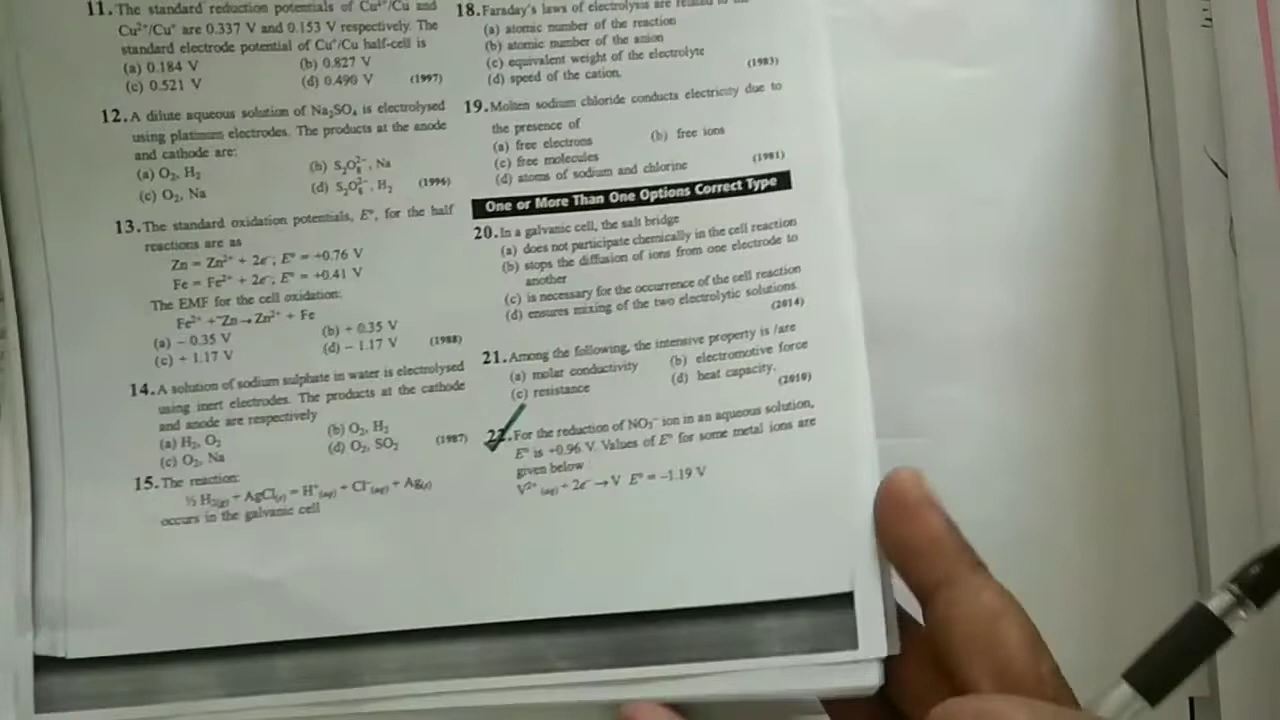 11. The standard reduction potentials of Cu²⁺/Cu and
Cu²⁺/Cu⁺ are 0.337 V and 0.153 V respectively. The
standard electrode potential of Cu⁺/Cu half-cell is
(a) 0.184 V (b) 0.827 V
(c) 0.521 V (d) 0.490 V (1997)
12. A dilute aqueous solution of Na₂SO₄ is electrolysed
using platinum electrodes. The products at the anode
and cathode are:
(a) O₂, H₂ (b) S₂O₈²⁻, Na
(c) O₂, Na (d) S₂O₈²⁻, H₂ (1996)
13. The standard oxidation potentials, E°, for the half
reactions are as
Zn = Zn²⁺ + 2e⁻; E° = +0.76 V
Fe = Fe²⁺ + 2e⁻; E° = +0.41 V
The EMF for the cell oxidation:
Fe²⁺ + Zn → Zn²⁺ + Fe
(a) – 0.35 V (b) + 0.35 V
(c) + 1.17 V (d) – 1.17 V (1988)
14. A solution of sodium sulphate in water is electrolysed
using inert electrodes. The products at the cathode
and anode are respectively
(a) H₂, O₂ (b) O₂, H₂
(c) O₂, Na (d) O₂, SO₂ (1987)
15. The reaction:
½ H₂(g) + AgCl(s) = H⁺(aq) + Cl⁻(aq) + Ag(s)
occurs in the galvanic cell
18. Faraday's laws of electrolysis are related to the
(a) atomic number of the reaction
(b) atomic number of the anion
(c) equivalent weight of the electrolyte
(d) speed of the cation. (1983)
19. Molten sodium chloride conducts electricity due to
the presence of
(a) free electrons (b) free ions
(c) free molecules
(d) atoms of sodium and chlorine (1981)
One or More Than One Options Correct Type
20. In a galvanic cell, the salt bridge
(a) does not participate chemically in the cell reaction
(b) stops the diffusion of ions from one electrode to
another
(c) is necessary for the occurrence of the cell reaction
(d) ensures mixing of the two electrolytic solutions.
(2014)
21. Among the following, the intensive property is /are
(a) molar conductivity (b) electromotive force
(c) resistance (d) heat capacity.
(2010)
22. For the reduction of NO₃⁻ ion in an aqueous solution,
E° is +0.96 V. Values of E° for some metal ions are
given below
V²⁺ (aq) + 2e⁻ → V E° = –1.19 V